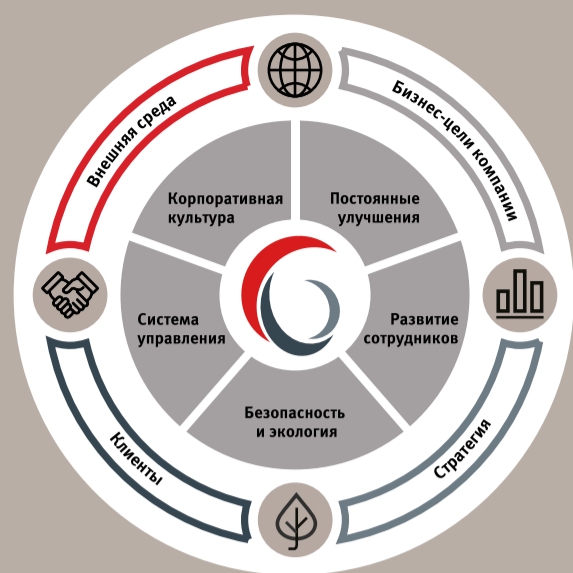 Внешняя среда
Бизнес-цели компании
Корпоративная
культура
Постоянные
улучшения
Система
управления
Развитие
сотрудников
Безопасность
и экология
Клиенты
Стратегия